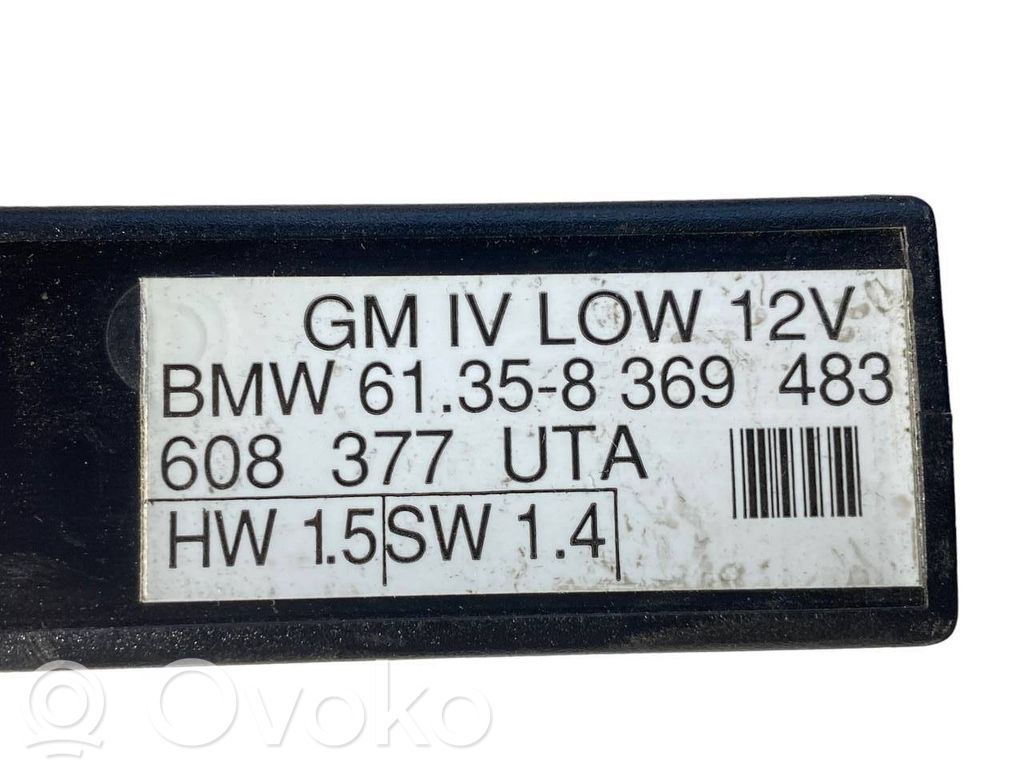 GM IV LOW 12V
BMW 61.35-8 369 483
608 377 UTA
HW 1.5 SW 1.4
Ovoko